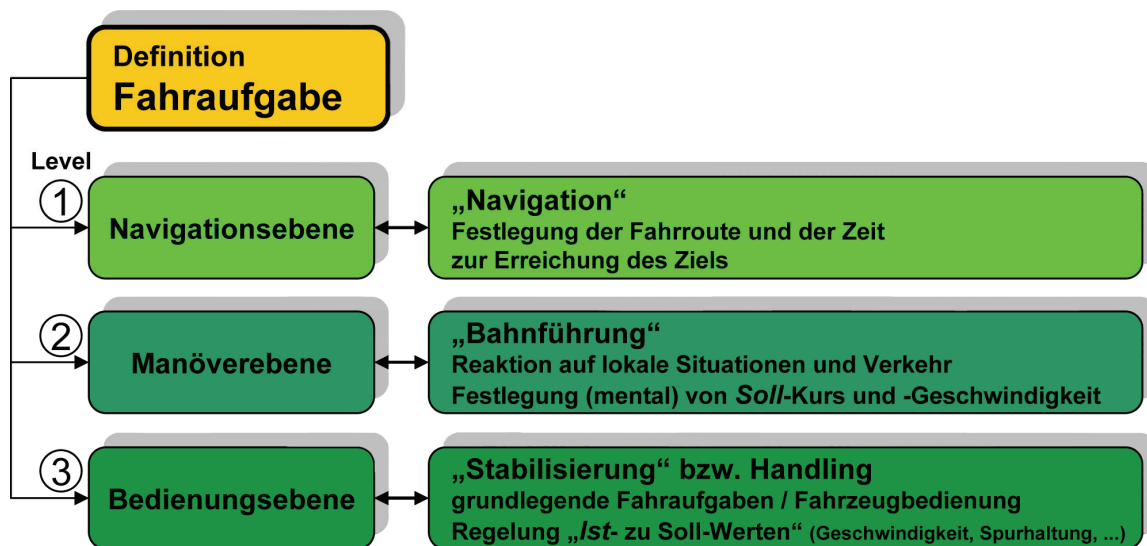 Definition
Fahraufgabe
Level
1
Navigationsebene
„Navigation“
Festlegung der Fahrroute und der Zeit
zur Erreichung des Ziels
2
Manöverebene
„Bahnführung“
Reaktion auf lokale Situationen und Verkehr
Festlegung (mental) von Soll-Kurs und -Geschwindigkeit
3
Bedienungsebene
„Stabilisierung“ bzw. Handling
grundlegende Fahraufgaben / Fahrzeugbedienung
Regelung „Ist- zu Soll-Werten“ (Geschwindigkeit, Spurhaltung, ...)